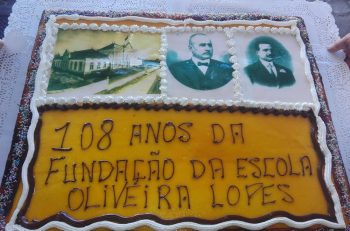 108 ANOS DA
FUNDAÇÃO DA ESCOLA
OLIVEIRA LOPES